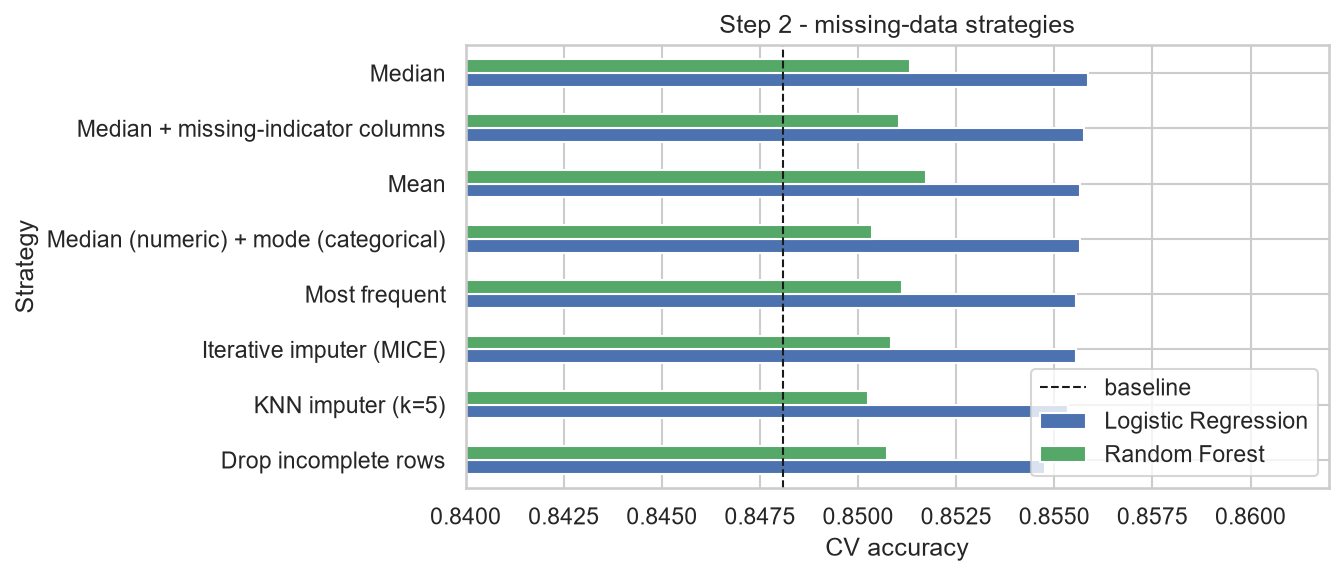 Step 2 - missing-data strategies
Strategy
Median
Median + missing-indicator columns
Mean
Median (numeric) + mode (categorical)
Most frequent
Iterative imputer (MICE)
KNN imputer (k=5)
Drop incomplete rows
baseline
Logistic Regression
Random Forest
0.8400 0.8425 0.8450 0.8475 0.8500 0.8525 0.8550 0.8575 0.8600
CV accuracy